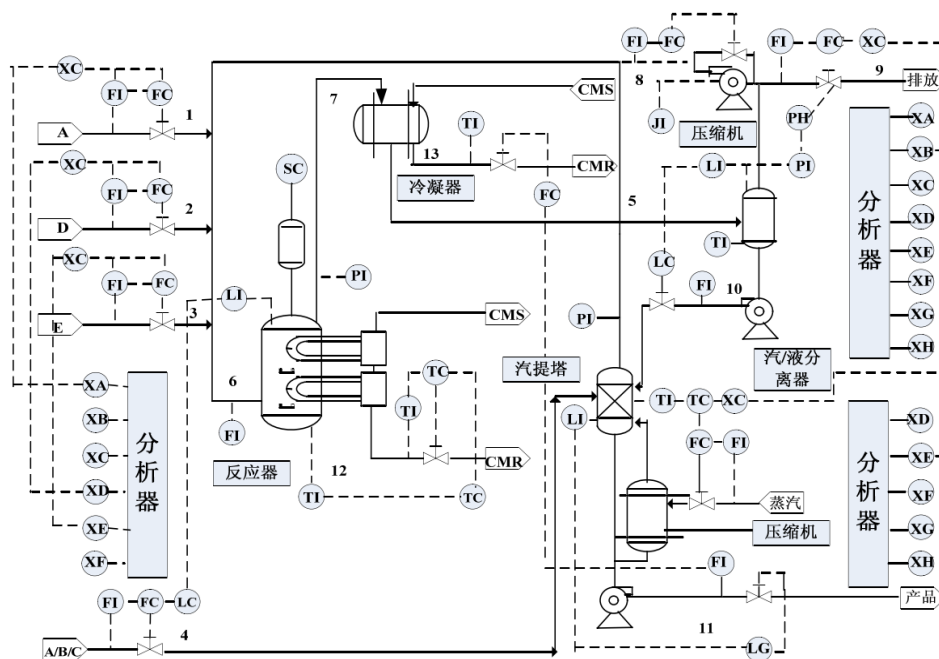 FI
FC
FI
FC
XC
XC
FI
FC
1
A
7
CMS
8
9
排放
JI
压缩机
PH
XA
TI
13
CMR
冷凝器
FC
XB
XC
FI
FC
2
D
SC
LI
PI
XC
5
分析器
XD
TI
XC
FI
FC
3
E
LI
PI
LC
FI
10
XE
XF
XG
XH
CMS
PI
汽提塔
汽/液分
离器
XA
XB
XC
XD
XE
XF
分析器
6
FI
反应器
TC
TI
12
CMR
TI
TC
LI
TI
TC
XC
FC
FI
蒸汽
压缩机
XD
XE
XF
XG
XH
分析器
FI
FC
LC
4
A/B/C
FI
产品
11
LG